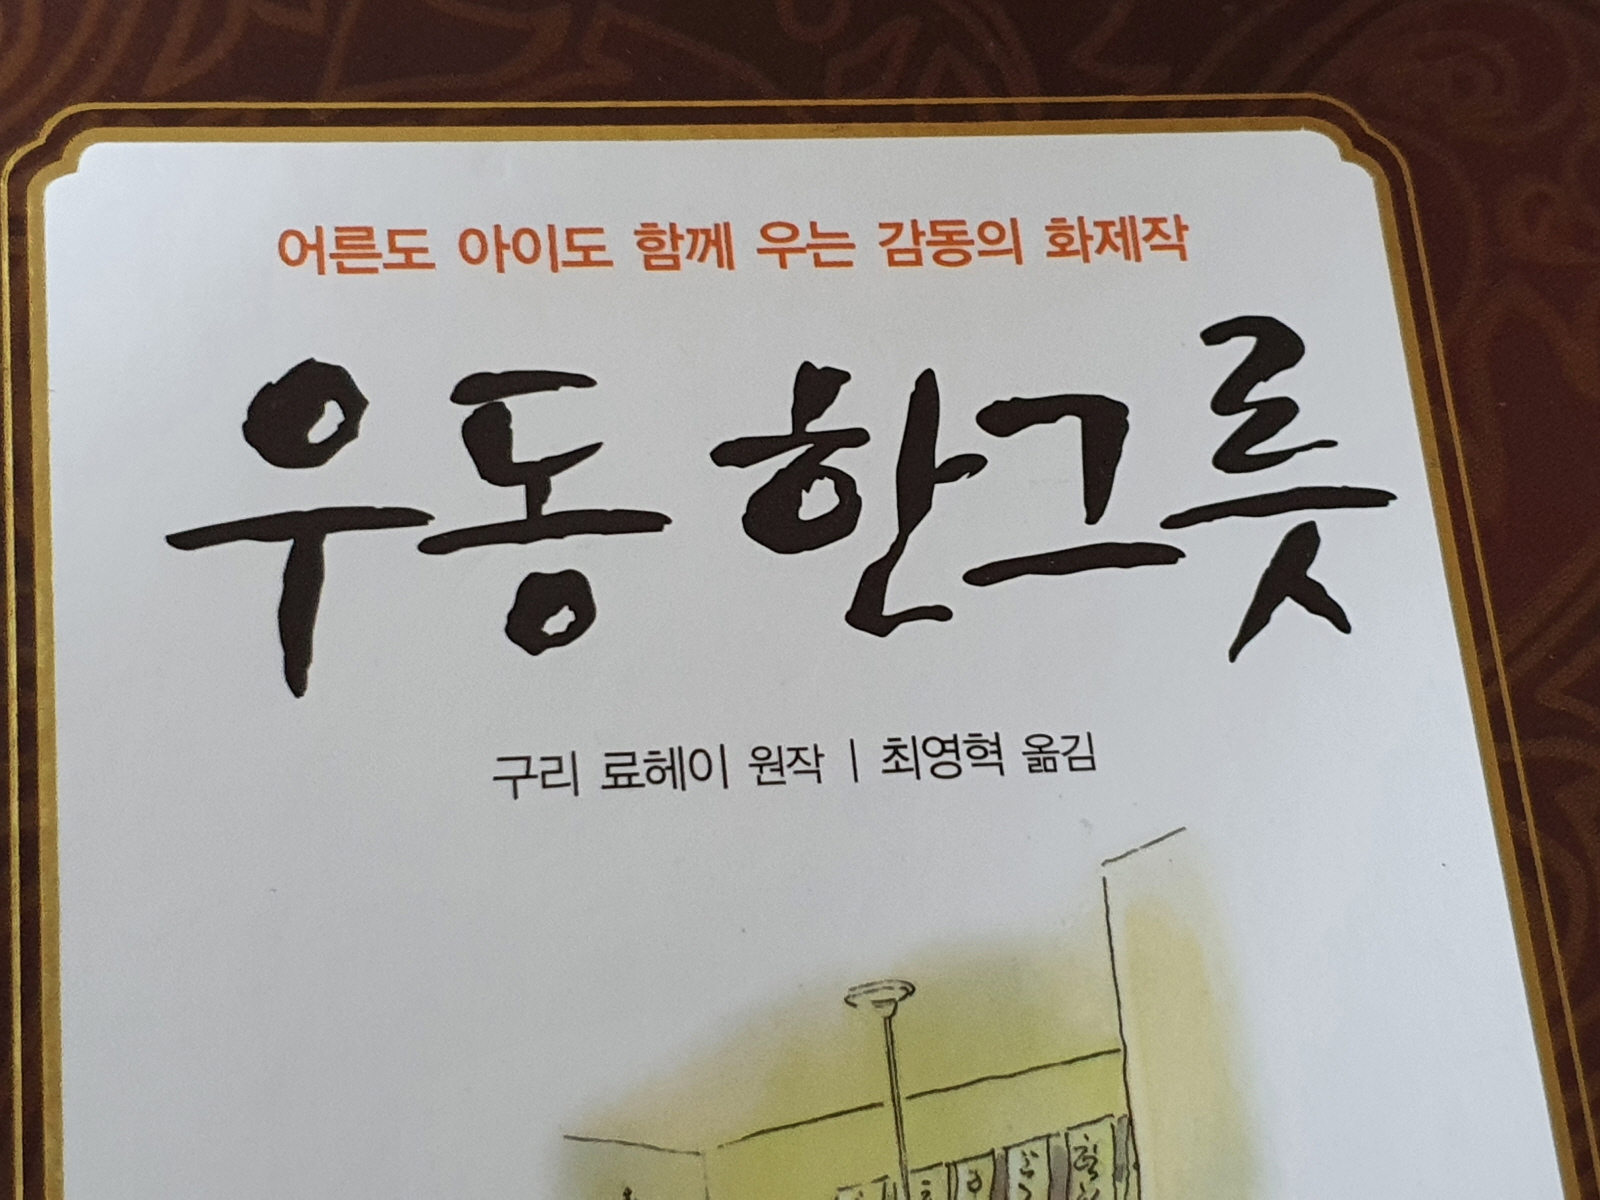 어른도 아이도 함께 우는 감동의 화제작
우동 한그릇
구리 료헤이 원작 | 최영혁 옮김